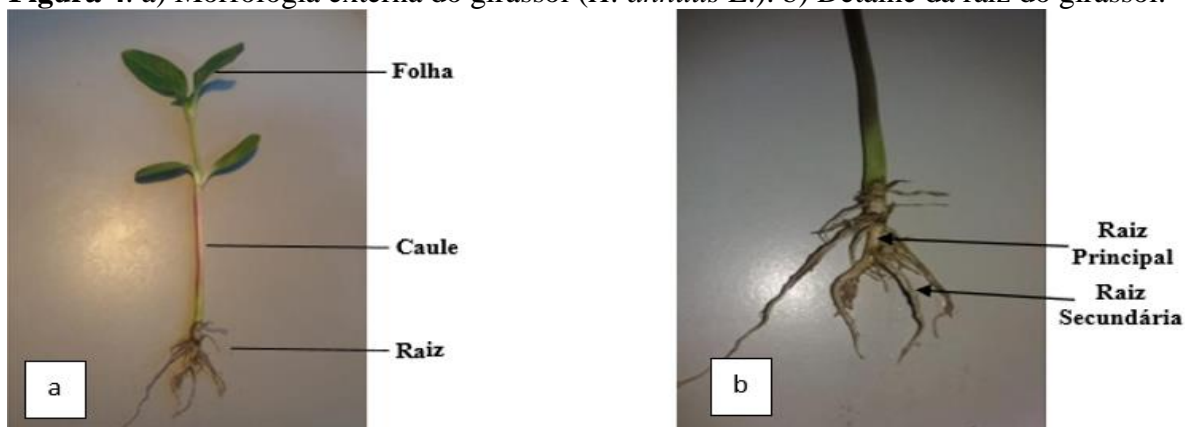 Figura 4. a) Morfologia externa do girassol (H. annuus L.). b) Detalhe da raiz do girassol.
Folha
Caule
Raiz
a
Raiz
Principal
Raiz
Secundária
b